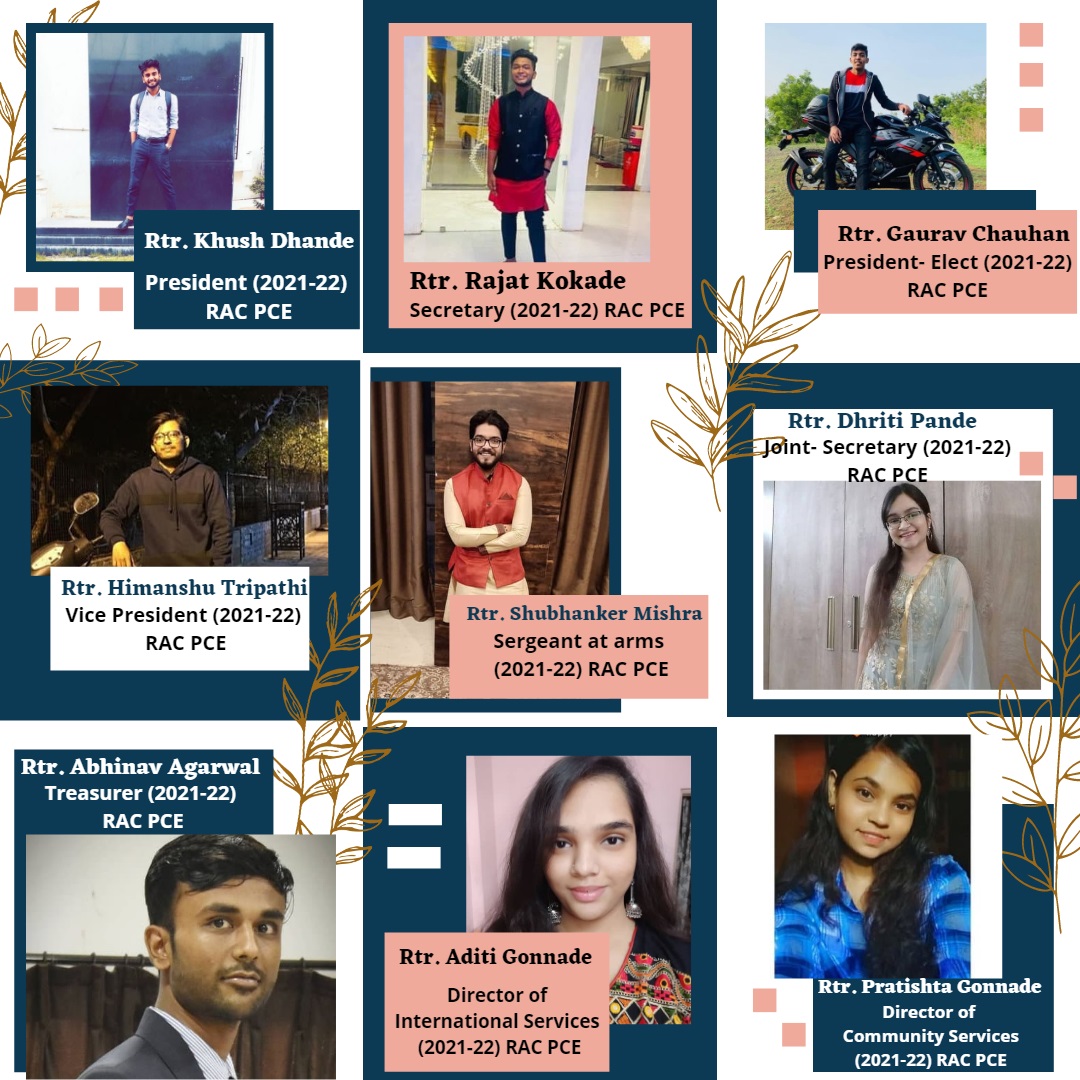 Rtr. Khush Dhande
President (2021-22)
RAC PCE
Rtr. Rajat Kokade
Secretary (2021-22) RAC PCE
Rtr. Gaurav Chauhan
President- Elect (2021-22)
RAC PCE
Rtr. Himanshu Tripathi
Vice President (2021-22)
RAC PCE
Rtr. Shubhanker Mishra
Sergeant at arms
(2021-22) RAC PCE
Rtr. Dhriti Pande
Joint- Secretary (2021-22)
RAC PCE
Rtr. Abhinav Agarwal
Treasurer (2021-22)
RAC PCE
Rtr. Aditi Gonnade
Director of
International Services
(2021-22) RAC PCE
Rtr. Pratishta Gonnade
Director of
Community Services
(2021-22) RAC PCE